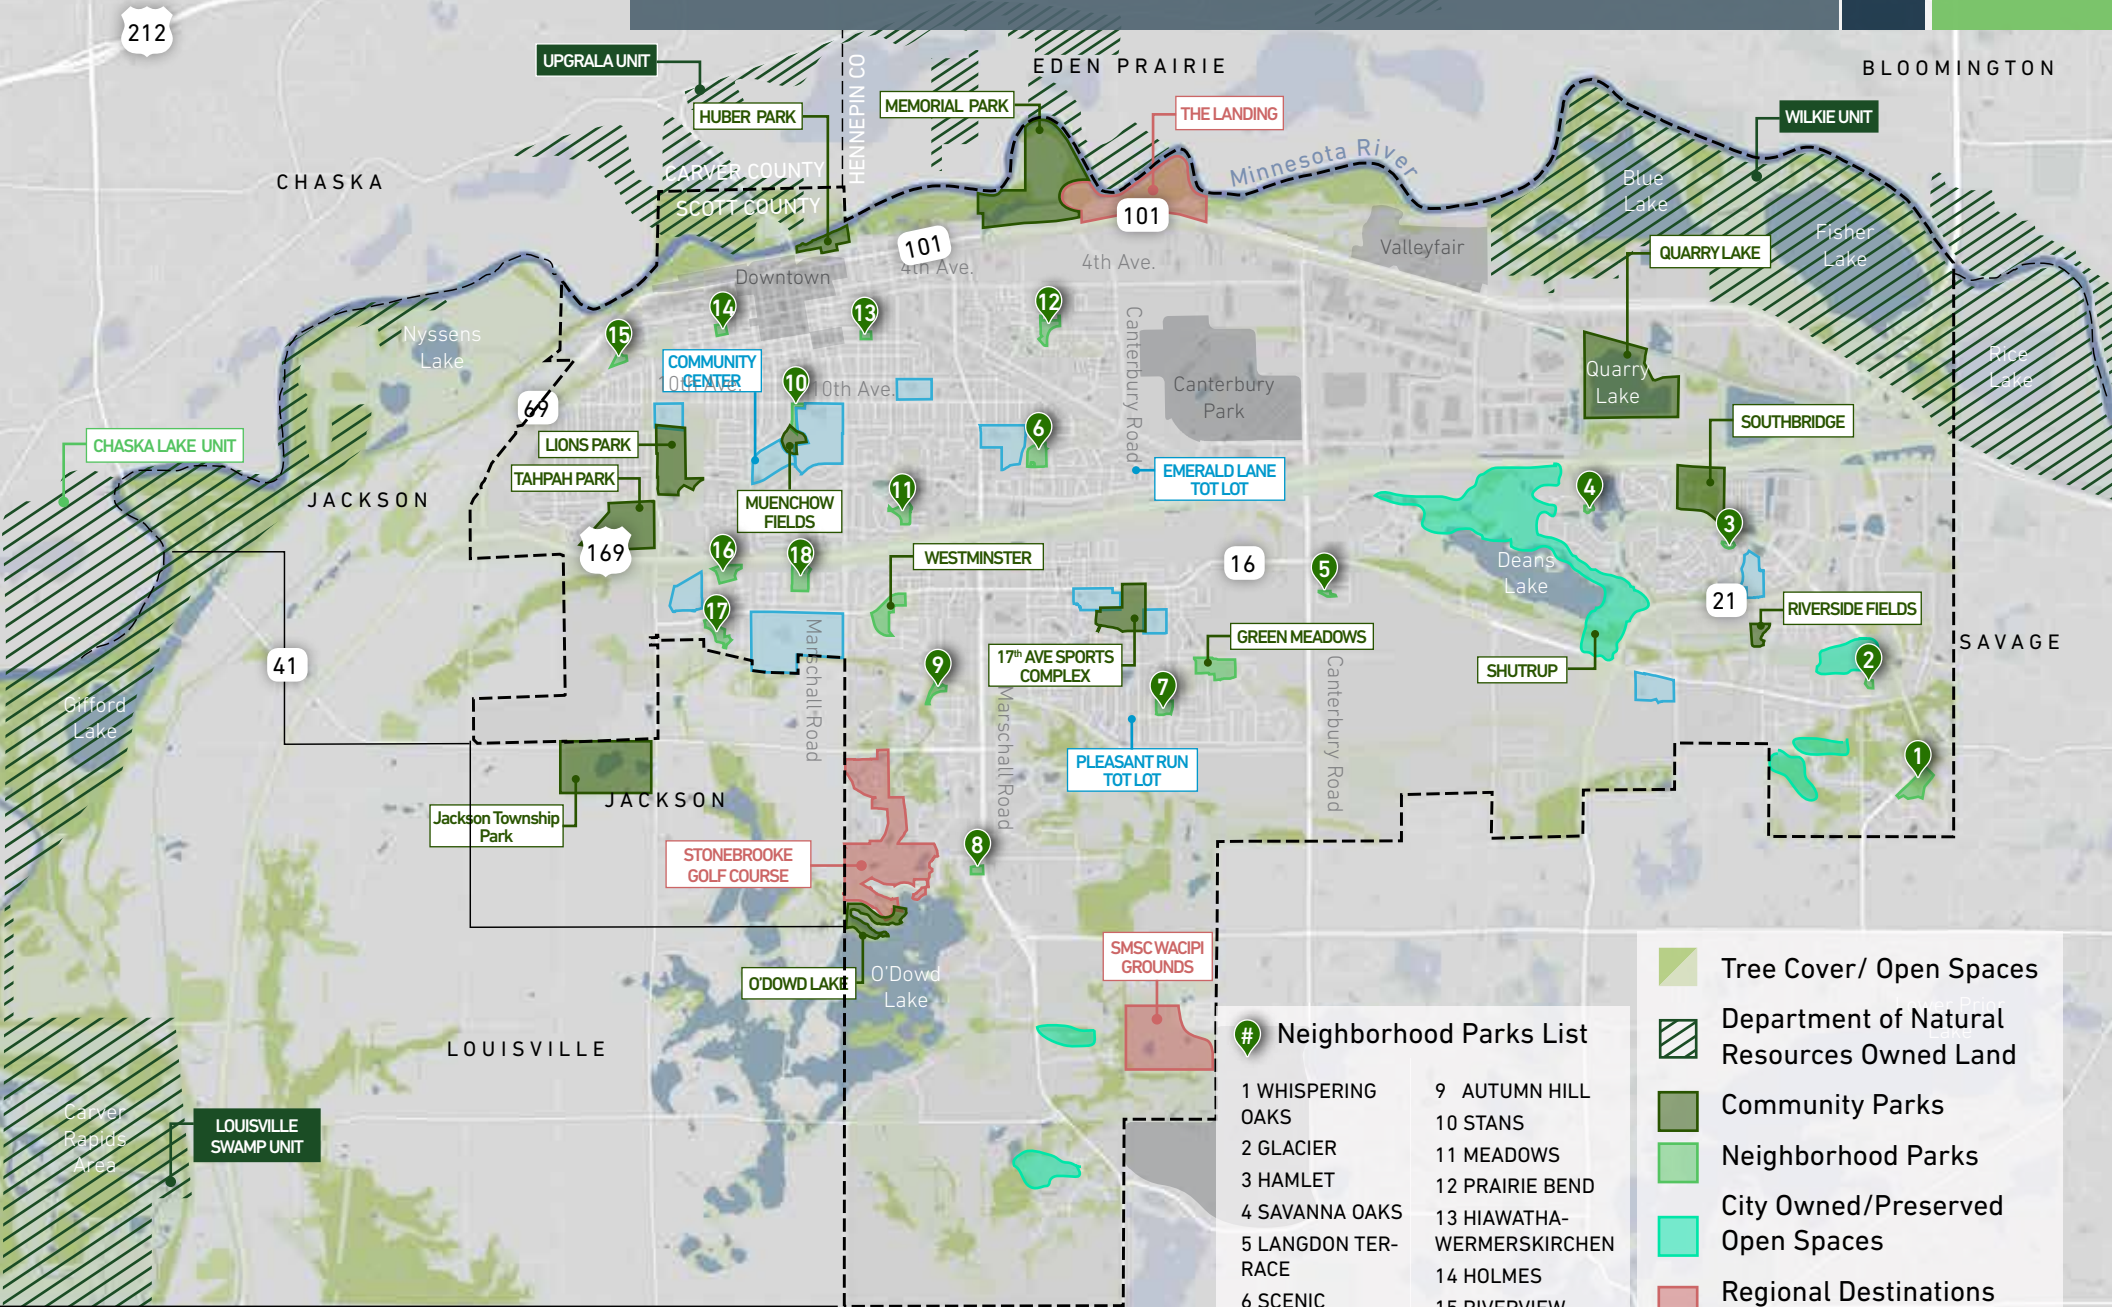 212
UPGRALA UNIT
HENNEPIN CO
EDEN PRAIRIE
BLOOMINGTON
HUBER PARK
MEMORIAL PARK
THE LANDING
WILKIE UNIT
CHASKA
CARVER COUNTY
SCOTT COUNTY
Minnesota River
Blue
Lake
101
101
Fisher
Lake
4th Ave.
4th Ave.
Valleyfair
QUARRY LAKE
Downtown
14
13
12
15
Nyssens
Lake
Canterbury Road
COMMUNITY
CENTER
10th Ave.
10
10th Ave.
Canterbury
Park
Quarry
Lake
Rice
Lake
69
CHASKA LAKE UNIT
LIONS PARK
6
SOUTHBRIDGE
TAHPAH PARK
EMERALD LANE
TOT LOT
JACKSON
MUENCHOW
FIELDS
11
4
3
169
16
18
WESTMINSTER
16
5
Deans
Lake
21
17
RIVERSIDE FIELDS
41
Marschall Road
17th AVE SPORTS
COMPLEX
GREEN MEADOWS
SHUTRUP
2
SAVAGE
9
7
Gifford
Lake
Marschall Road
Canterbury Road
PLEASANT RUN
TOT LOT
1
JACKSON
Jackson Township
Park
STONEBROOKE
GOLF COURSE
8
O'DOWD LAKE
O'Dowd
Lake
SMSC WACIPI
GROUNDS
LOUISVILLE
Carver
Rapids
Area
LOUISVILLE
SWAMP UNIT
# Neighborhood Parks List
1 WHISPERING
OAKS
2 GLACIER
3 HAMLET
4 SAVANNA OAKS
5 LANGDON TER-
RACE
6 SCENIC
9 AUTUMN HILL
10 STANS
11 MEADOWS
12 PRAIRIE BEND
13 HIAWATHA-
WERMERSKIRCHEN
14 HOLMES
15 RIVERVIEW
Tree Cover/ Open Spaces
Lower Prior
Lake
Department of Natural
Resources Owned Land
Community Parks
Neighborhood Parks
City Owned/Preserved
Open Spaces
Regional Destinations